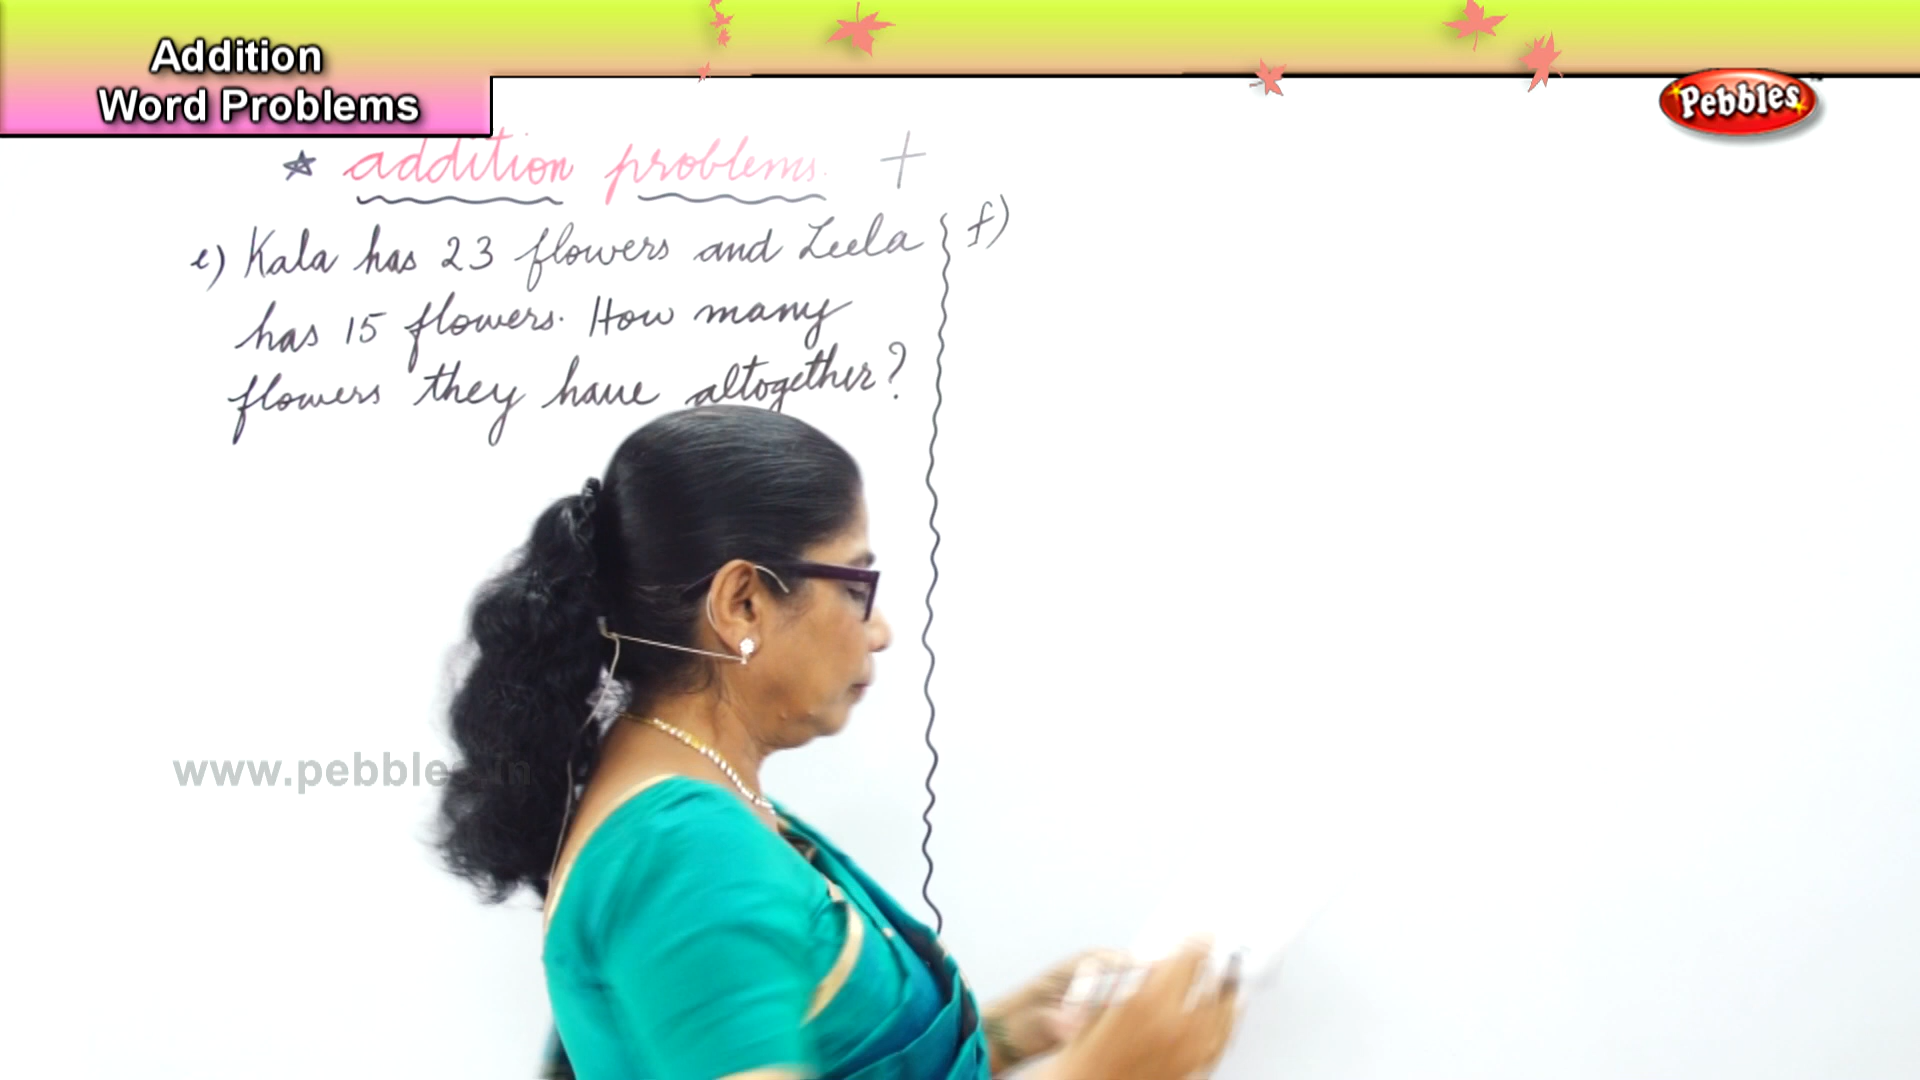 Addition
Word Problems
Pebbles
addition problems. +
e) Kala has 23 flowers and Leela
has 15 flowers. How many
flowers they have altogether?
f)
www.pebbles.in